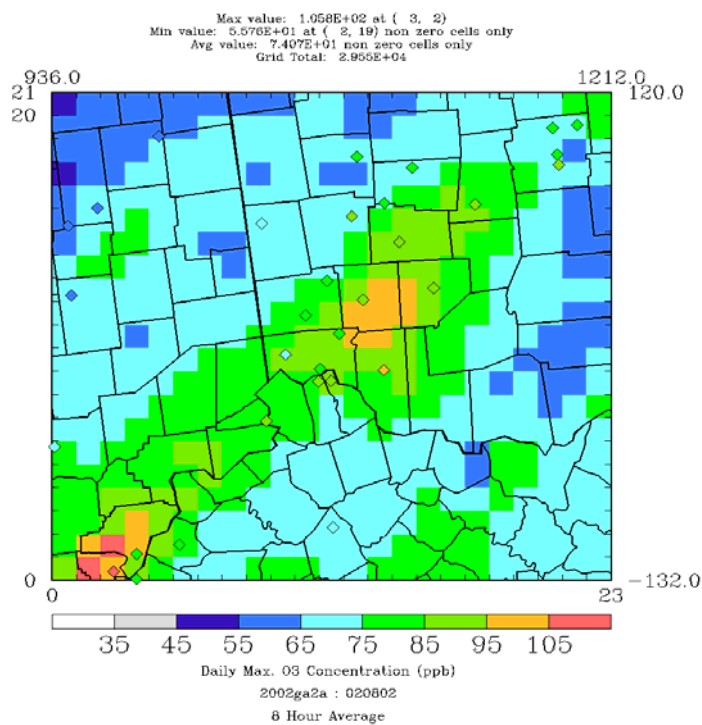 Max value: 1.058E+02 at ( 3, 2)
Min value: 5.576E+01 at ( 2, 19) non zero cells only
Avg value: 7.407E+01 non zero cells only
Grid Total: 2.955E+04
936.0 1212.0
21 120.0
20
0 -132.0
0 23
35 45 55 65 75 85 95 105
Daily Max. O3 Concentration (ppb)
2002ga2a : 020802
8 Hour Average